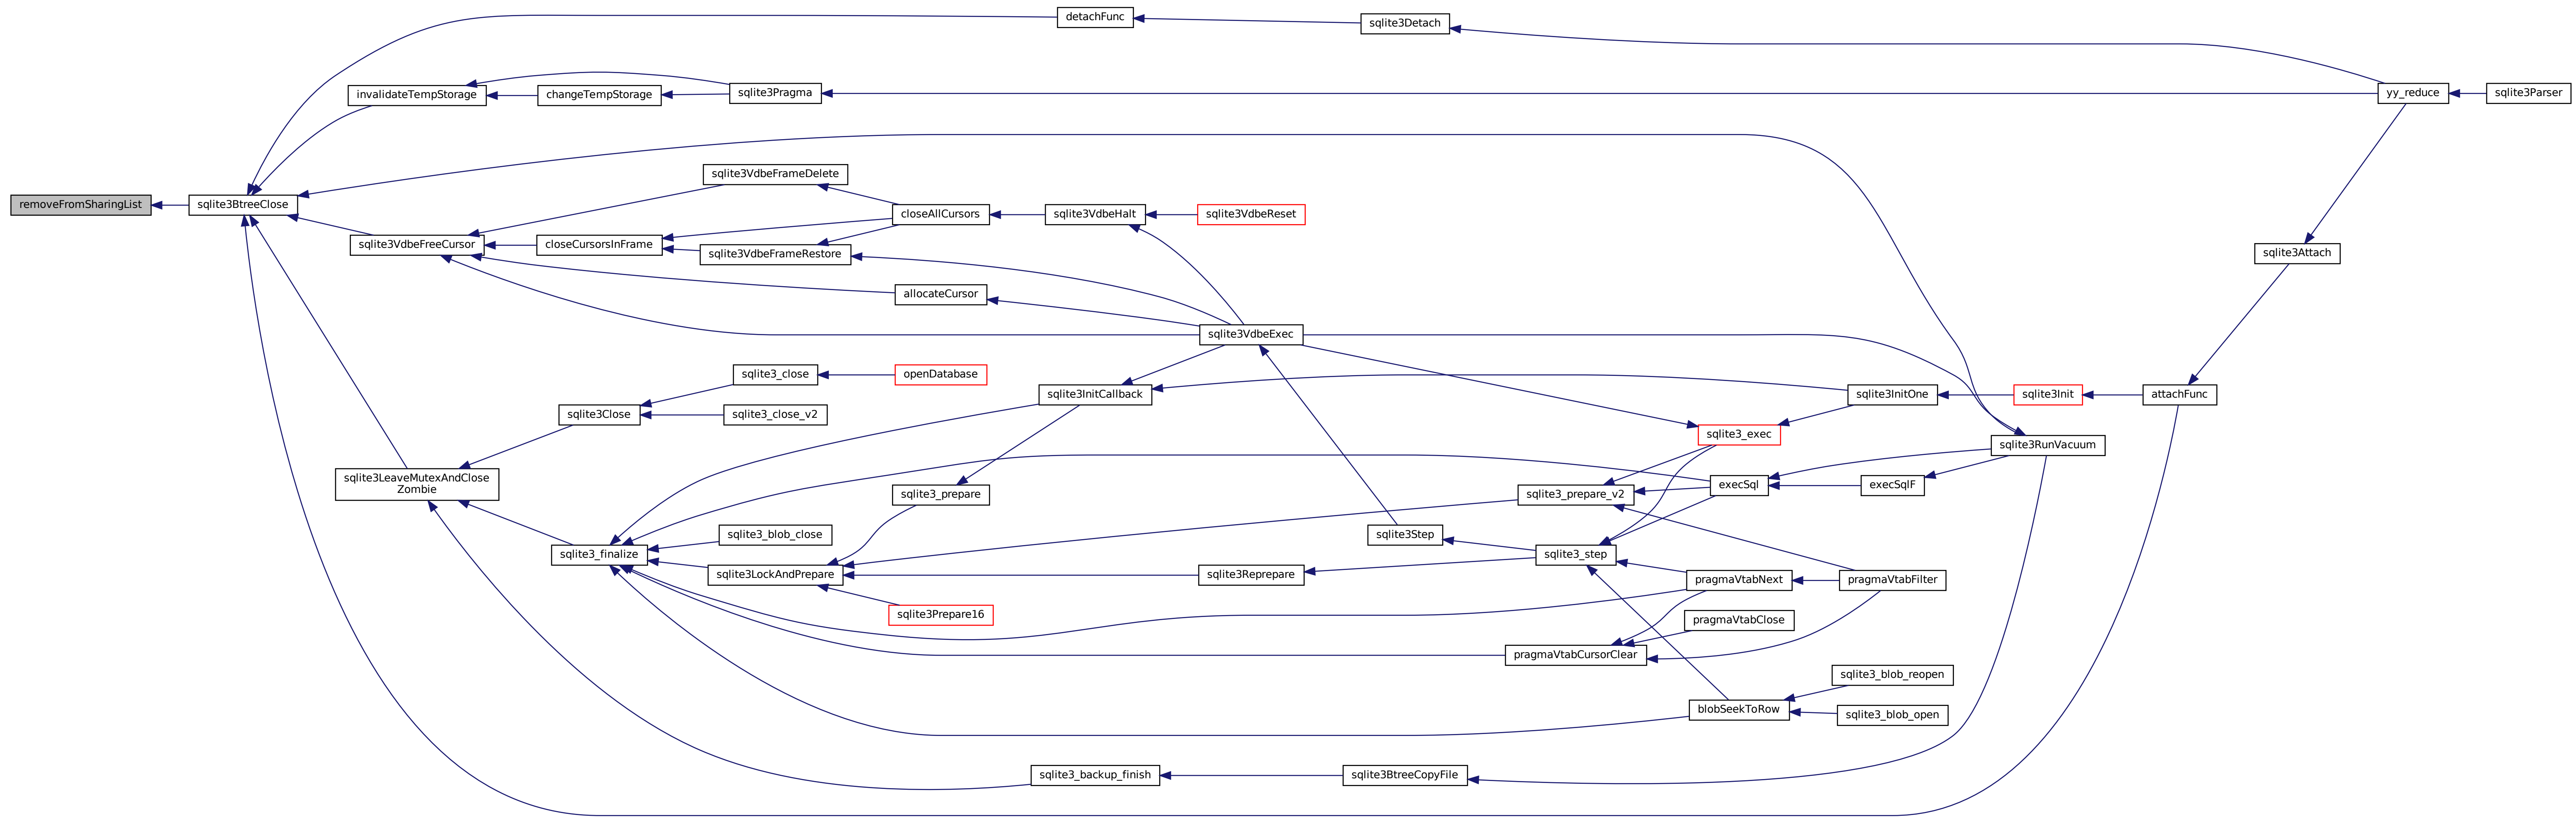 detachFunc
sqlite3Detach
invalidateTempStorage
changeTempStorage
sqlite3Pragma
yy_reduce
sqlite3Parser
sqlite3VdbeFrameDelete
removeFromSharingList
sqlite3BtreeClose
closeAllCursors
sqlite3VdbeHalt
sqlite3VdbeReset
sqlite3VdbeFreeCursor
closeCursorsInFrame
sqlite3VdbeFrameRestore
sqlite3Attach
allocateCursor
sqlite3VdbeExec
sqlite3_close
openDatabase
sqlite3InitCallback
sqlite3InitOne
sqlite3Init
attachFunc
sqlite3Close
sqlite3_close_v2
sqlite3_exec
sqlite3RunVacuum
sqlite3LeaveMutexAndClose
Zombie
sqlite3_prepare
sqlite3_prepare_v2
execSql
execSqlF
sqlite3_blob_close
sqlite3Step
sqlite3_finalize
sqlite3_step
sqlite3LockAndPrepare
sqlite3Reprepare
pragmaVtabNext
pragmaVtabFilter
sqlite3Prepare16
pragmaVtabClose
pragmaVtabCursorClear
sqlite3_blob_reopen
blobSeekToRow
sqlite3_blob_open
sqlite3_backup_finish
sqlite3BtreeCopyFile